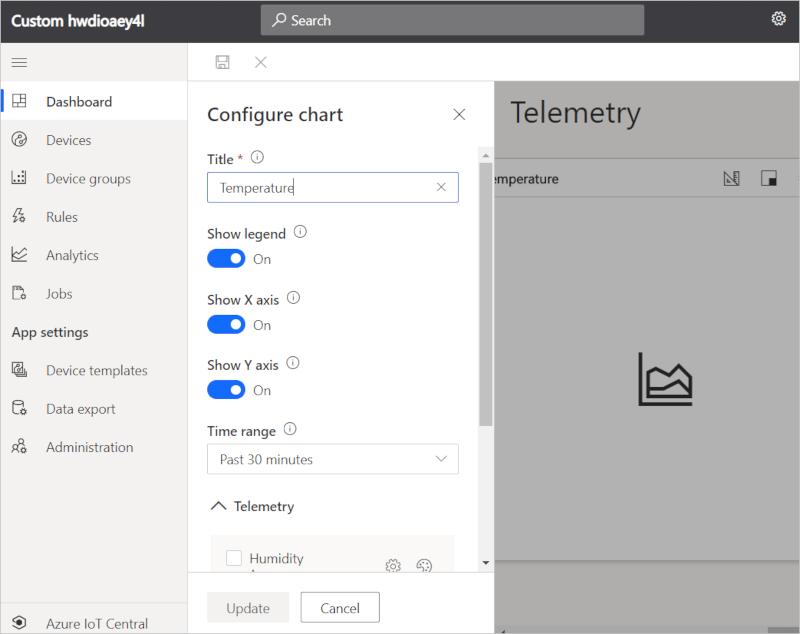 Custom hwdioaey4l
Search
Dashboard
Devices
Device groups
Rules
Analytics
Jobs
App settings
Device templates
Data export
Administration
Azure IoT Central
Configure chart
Title *
Temperature
Show legend
On
Show X axis
On
Show Y axis
On
Time range
Past 30 minutes
Telemetry
Humidity
Update
Cancel
Telemetry
emperature